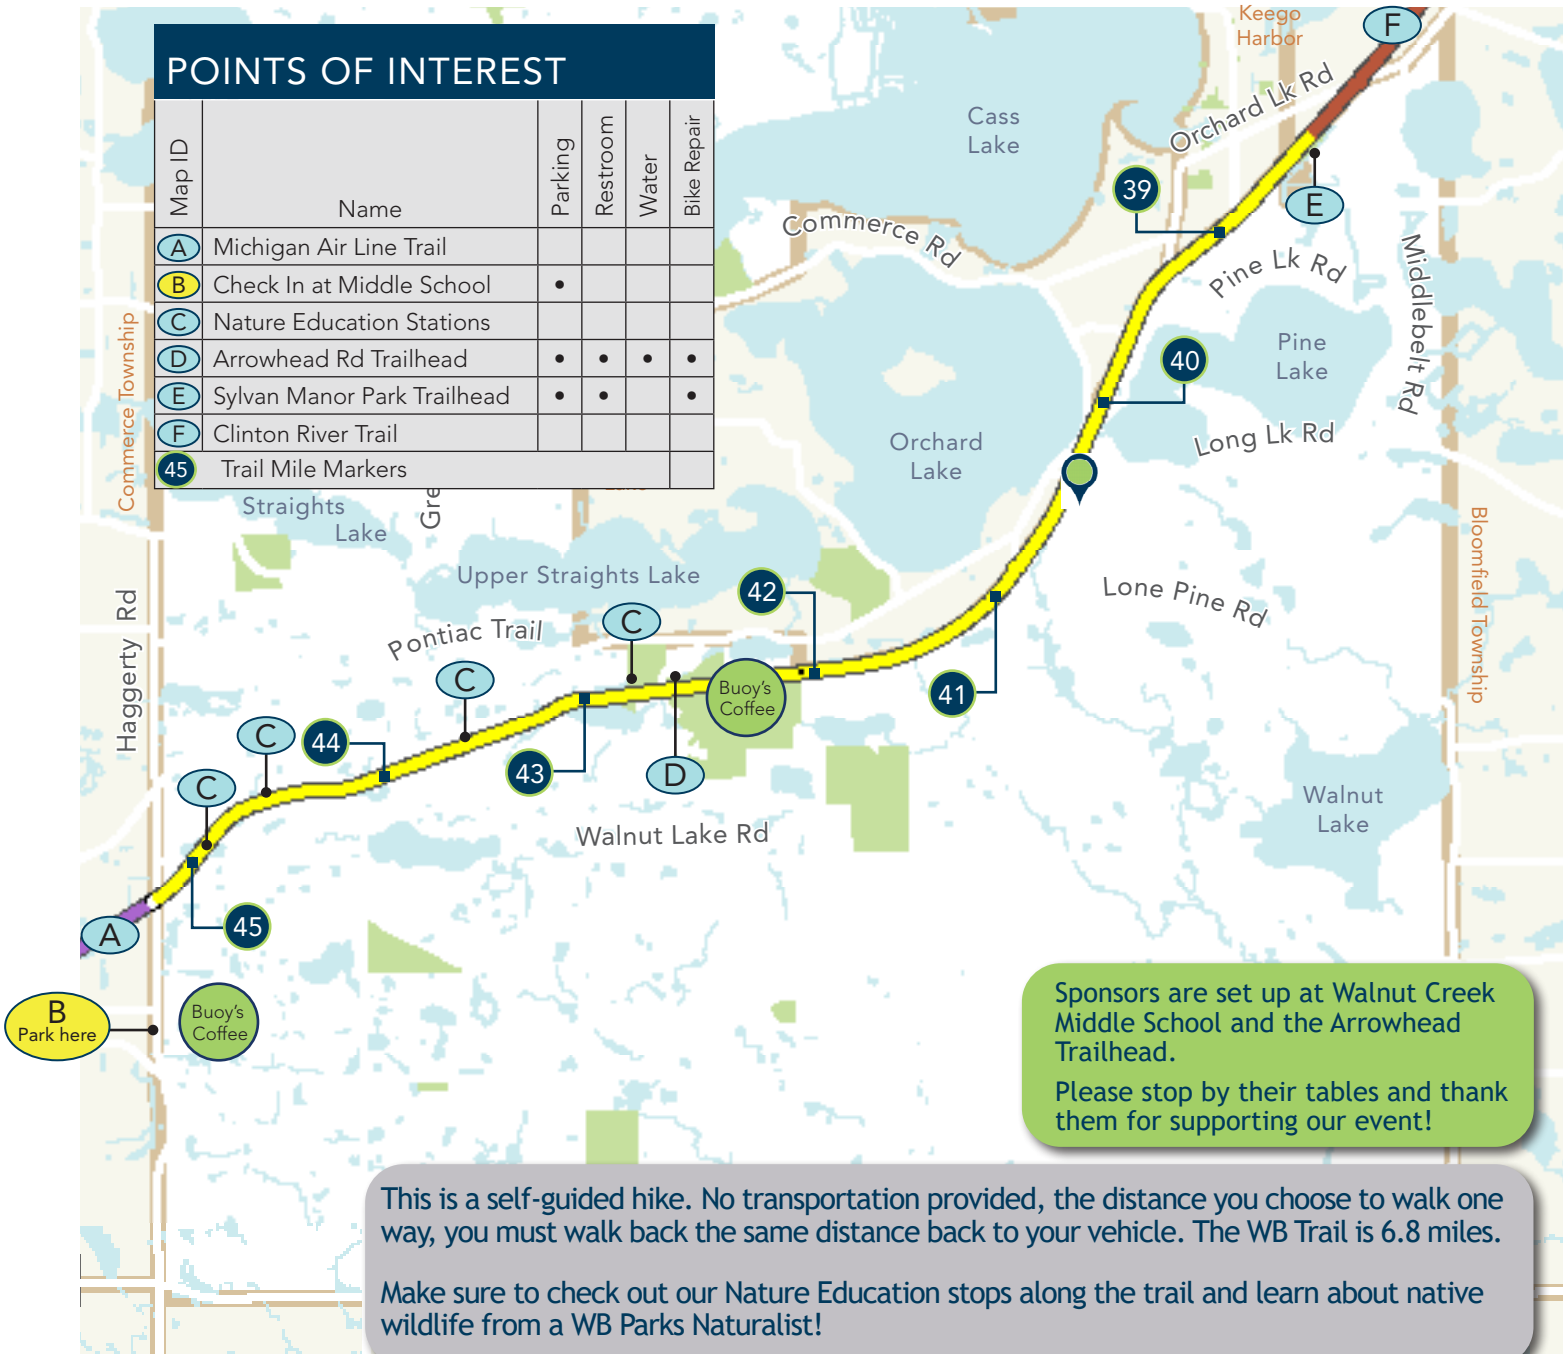 POINTS OF INTEREST
Map ID
Name
Parking
Restroom
Water
Bike Repair
A Michigan Air Line Trail
B Check In at Middle School •
C Nature Education Stations
D Arrowhead Rd Trailhead • • • •
E Sylvan Manor Park Trailhead • • •
F Clinton River Trail
45 Trail Mile Markers
Keego
Harbor
F
Orchard Lk Rd
Cass
Lake
39
E
Commerce Rd
Pine Lk Rd
Middlebelt Rd
Commerce Township
Pine
Lake
40
Orchard
Lake
Long Lk Rd
Straights
Lake
Gre
Bloomfield Township
Upper Straights Lake
42
Lone Pine Rd
Haggerty Rd
Pontiac Trail
C
C
Buoy's
Coffee
41
C
44
43
D
C
Walnut Lake Rd
Walnut
Lake
A
45
B
Park here
Buoy's
Coffee
Sponsors are set up at Walnut Creek
Middle School and the Arrowhead
Trailhead.
Please stop by their tables and thank
them for supporting our event!
This is a self-guided hike. No transportation provided, the distance you choose to walk one
way, you must walk back the same distance back to your vehicle. The WB Trail is 6.8 miles.
Make sure to check out our Nature Education stops along the trail and learn about native
wildlife from a WB Parks Naturalist!